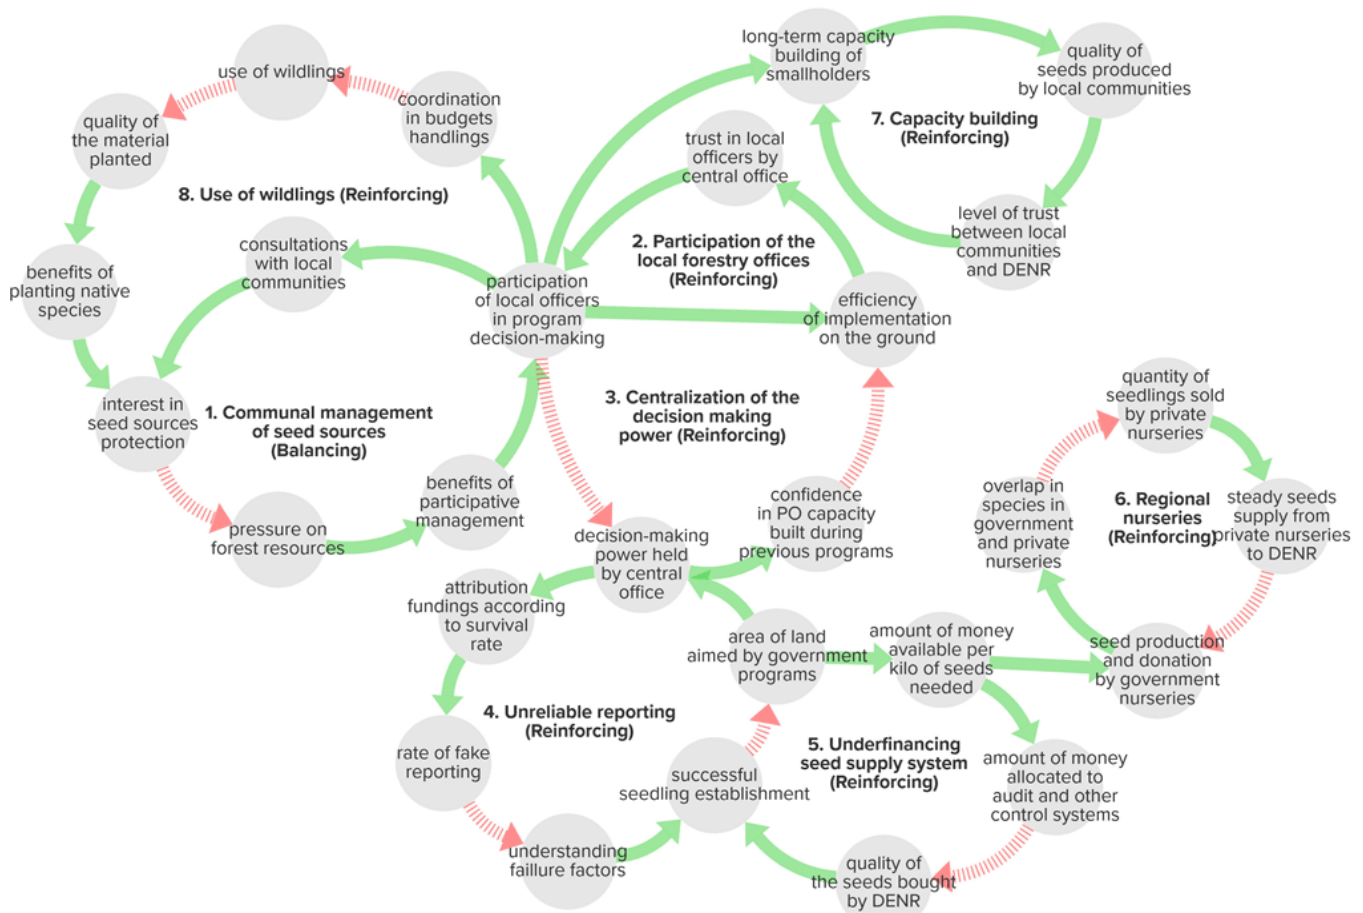 use of wildlings
coordination
in budgets
handlings
quality of
the material
planted
8. Use of wildlings (Reinforcing)
benefits of
planting native
species
consultations
with local
communities
interest in
seed sources
protection
1. Communal management
of seed sources
(Balancing)
pressure on
forest resources
benefits of
participative
management
participation
of local officers
in program
decision-making
long-term capacity
building of
smallholders
quality of
seeds produced
by local communities
7. Capacity building
(Reinforcing)
level of trust
between local
communities
and DENR
trust in local
officers by
central office
2. Participation of the
local forestry offices
(Reinforcing)
efficiency
of implementation
on the ground
3. Centralization of the
decision making
power (Reinforcing)
confidence
in PO capacity
built during
previous programs
decision-making
power held
by central
office
attribution
fundings according
to survival
rate
4. Unreliable reporting
(Reinforcing)
rate of fake
reporting
understanding
faillure factors
successful
seedling establishment
area of land
aimed by government
programs
amount of money
available per
kilo of seeds
needed
5. Underfinancing
seed supply system
(Reinforcing)
amount of money
allocated to
audit and other
control systems
quality of
the seeds bought
by DENR
quantity of
seedlings sold
by private
nurseries
overlap in
species in
government
and private
nurseries
6. Regional
nurseries
(Reinforcing)
steady seeds
supply from
private nurseries
to DENR
seed production
and donation
by government
nurseries